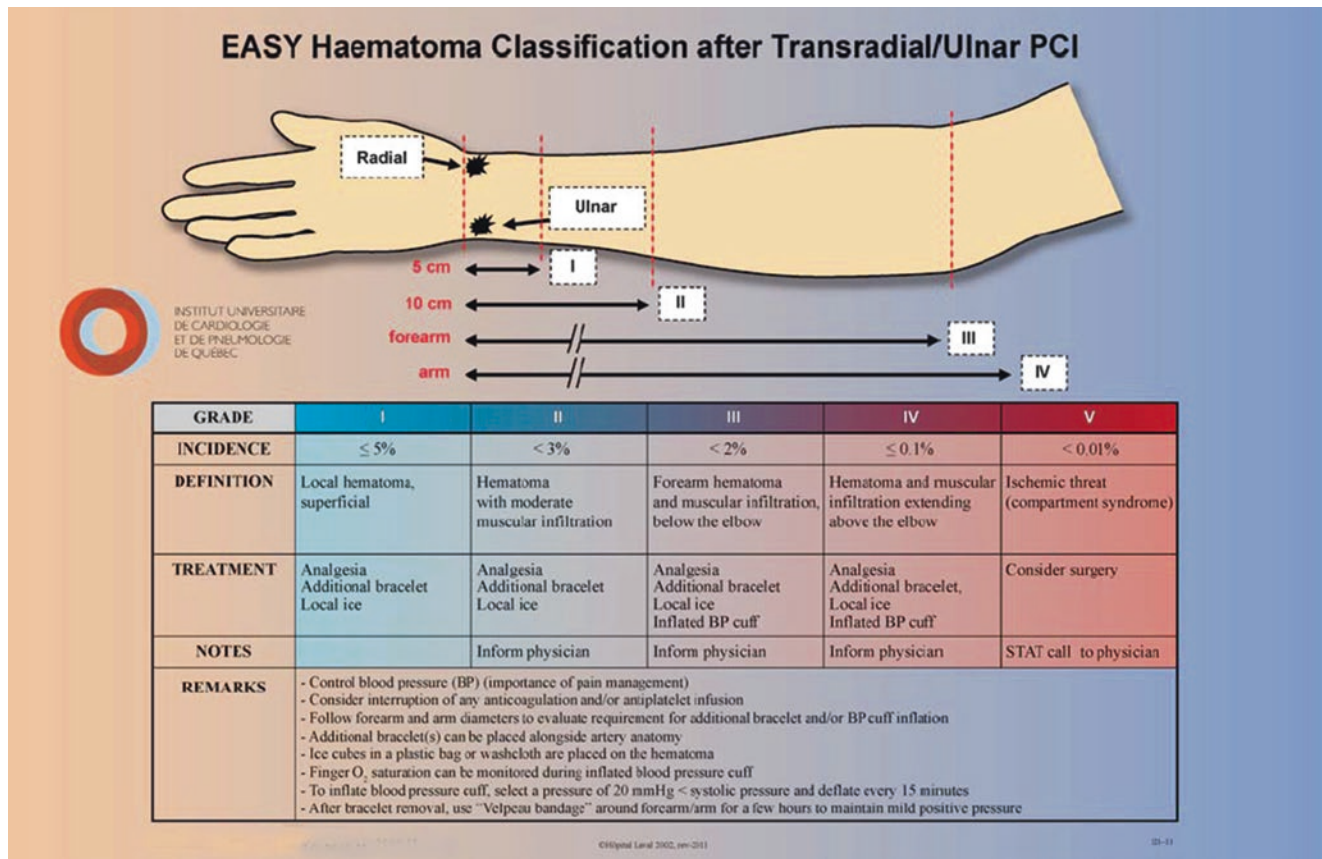 EASY Haematoma Classification after Transradial/Ulnar PCI
Radial
Ulnar
5 cm
I
10 cm
II
forearm
III
arm
IV
INSTITUT UNIVERSITAIRE
DE CARDIOLOGIE
ET DE PNEUMOLOGIE
DE QUÉBEC
GRADE I II III IV V
INCIDENCE ≤ 5% < 3% < 2% ≤ 0.1% < 0.01%
DEFINITION Local hematoma, Hematoma Forearm hematoma Hematoma and muscular Ischemic threat
superficial with moderate and muscular infiltration, infiltration extending (compartment syndrome)
muscular infiltration below the elbow above the elbow
TREATMENT Analgesia Analgesia Analgesia Analgesia Consider surgery
Additional bracelet Additional bracelet Additional bracelet Additional bracelet,
Local ice Local ice Local ice Local ice
Inflated BP cuff Inflated BP cuff
NOTES Inform physician Inform physician Inform physician STAT call to physician
REMARKS - Control blood pressure (BP) (importance of pain management)
- Consider interruption of any anticoagulation and/or antiplatelet infusion
- Follow forearm and arm diameters to evaluate requirement for additional bracelet and/or BP cuff inflation
- Additional bracelet(s) can be placed alongside artery anatomy
- Ice cubes in a plastic bag or washcloth are placed on the hematoma
- Finger O₂ saturation can be monitored during inflated blood pressure cuff
- To inflate blood pressure cuff, select a pressure of 20 mmHg < systolic pressure and deflate every 15 minutes
- After bracelet removal, use "Velpeau bandage" around forearm/arm for a few hours to maintain mild positive pressure
©Hôpital Laval 2002, rev-2011